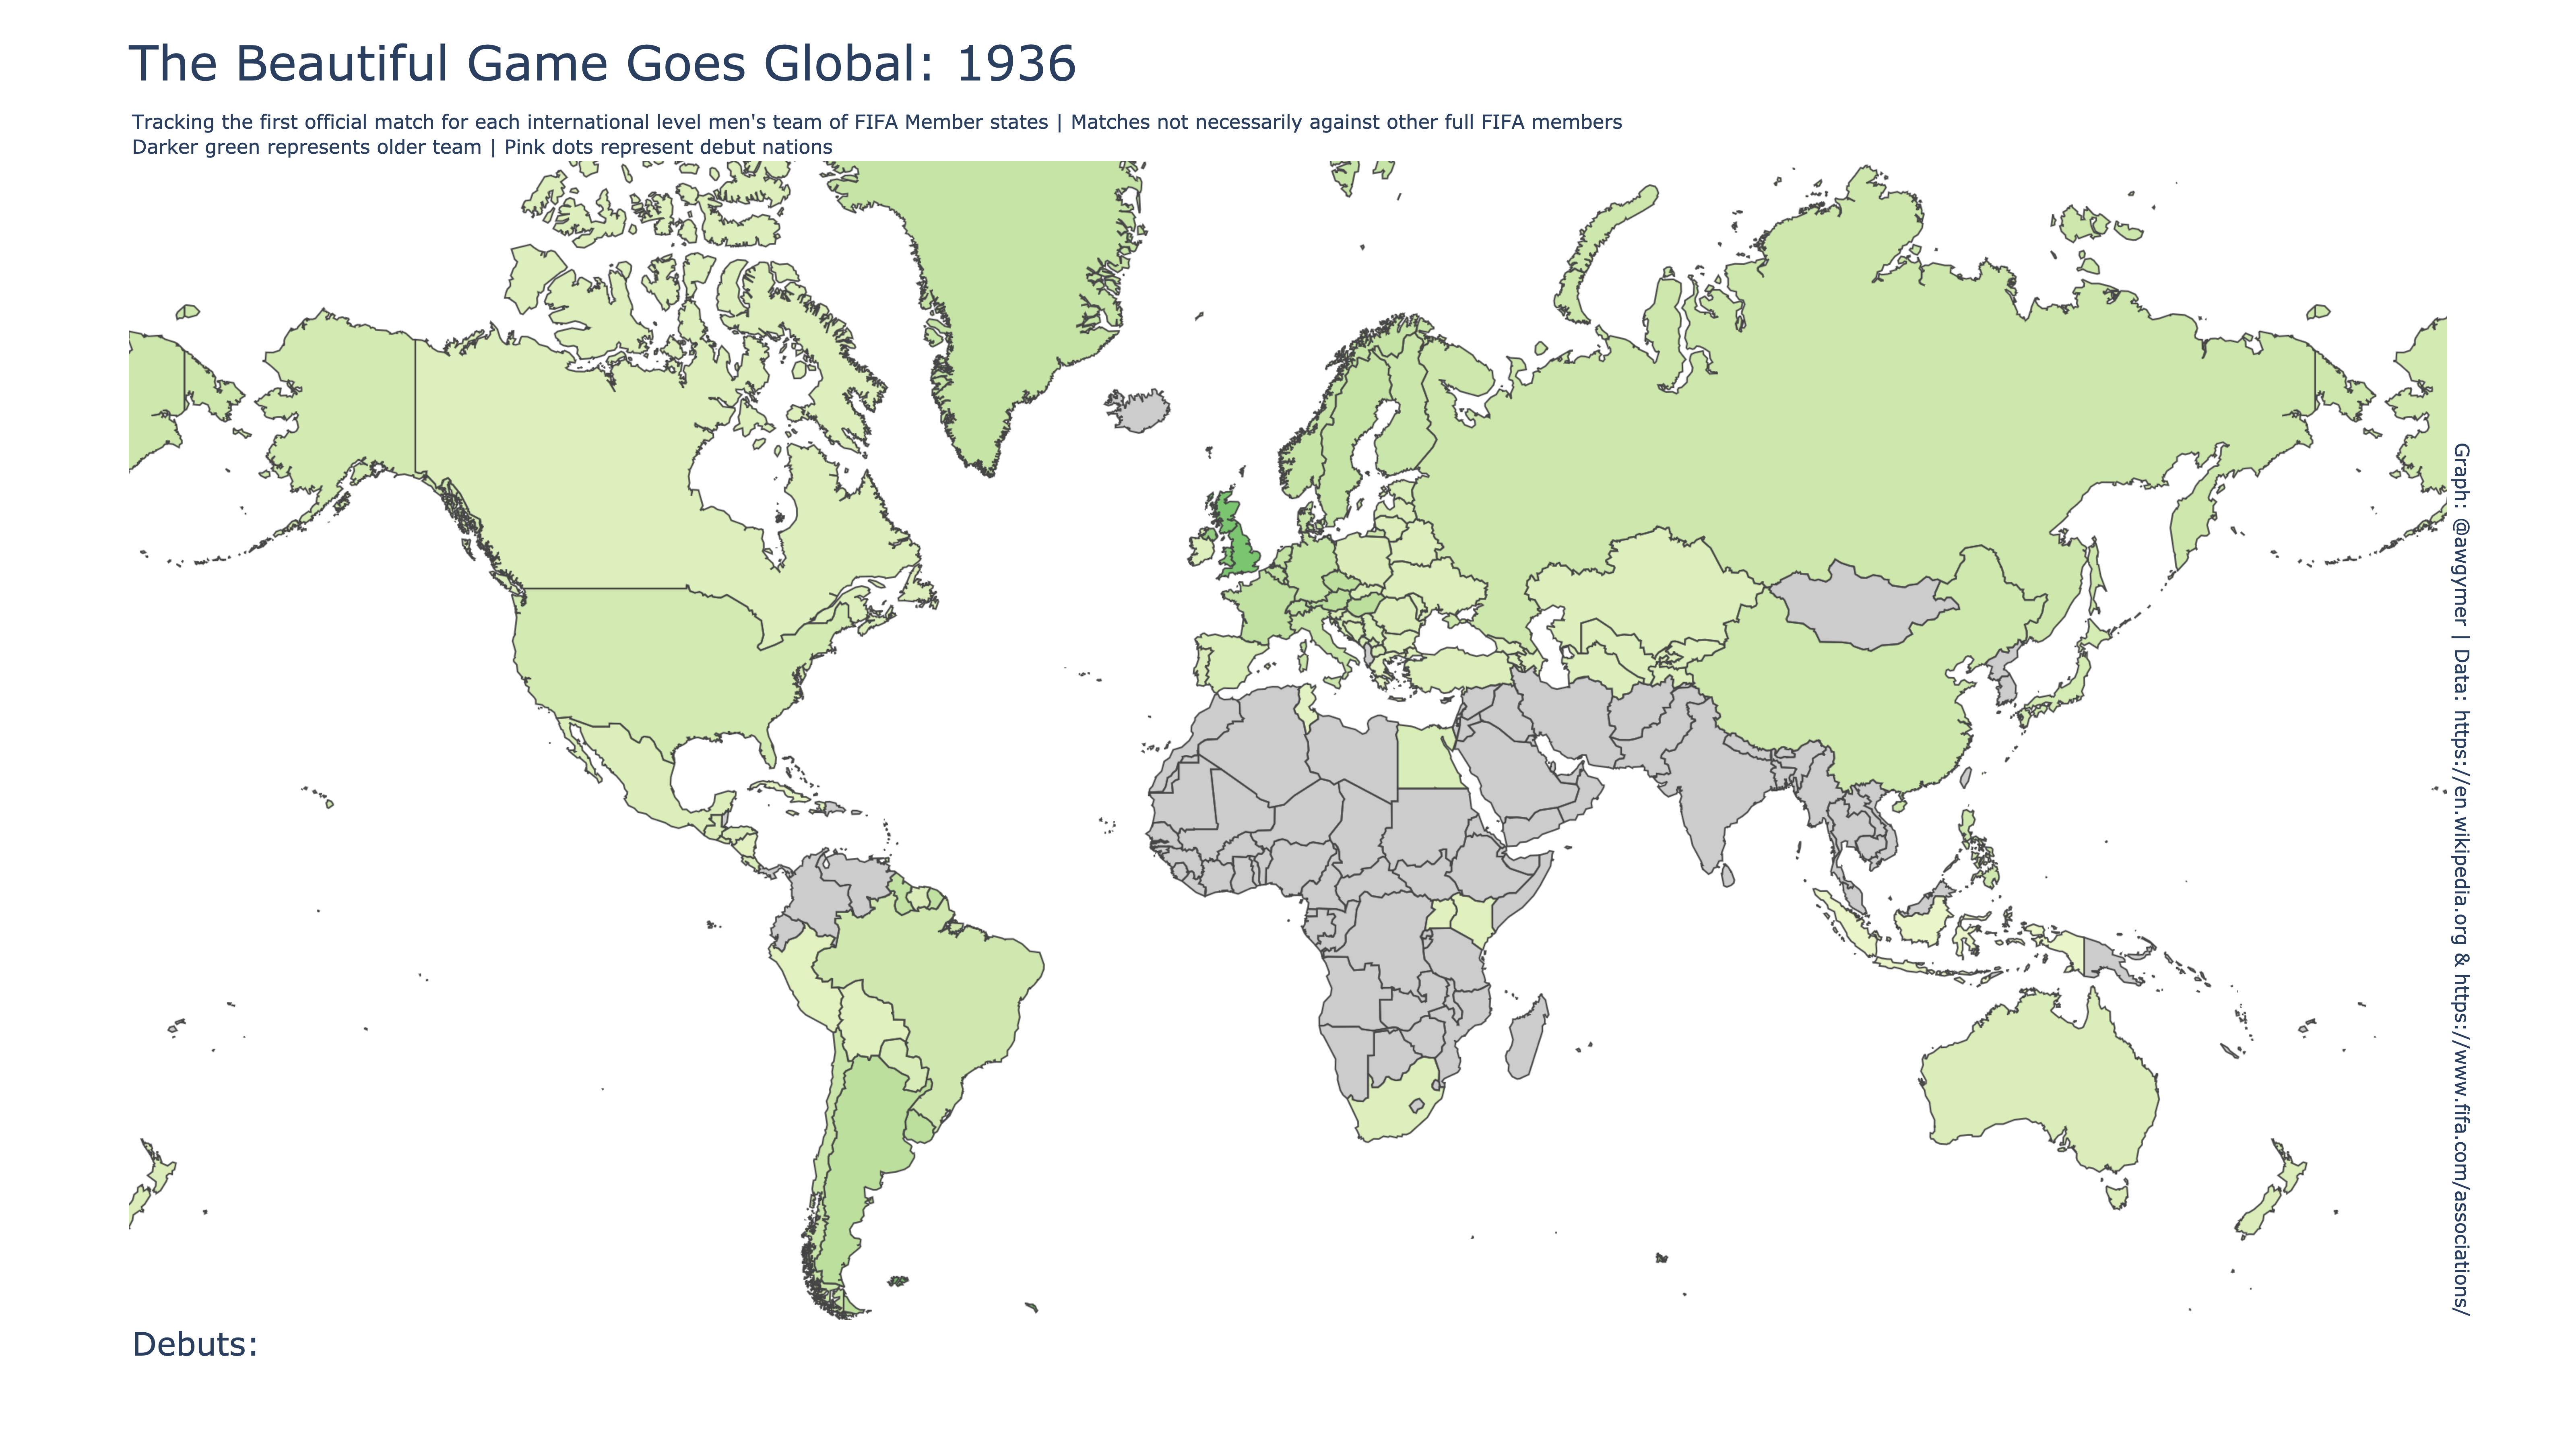 The Beautiful Game Goes Global: 1936
Tracking the first official match for each international level men's team of FIFA Member states | Matches not necessarily against other full FIFA members
Darker green represents older team | Pink dots represent debut nations
Graph: @awgymer | Data: https://en.wikipedia.org & https://www.fifa.com/associations/
Debuts: